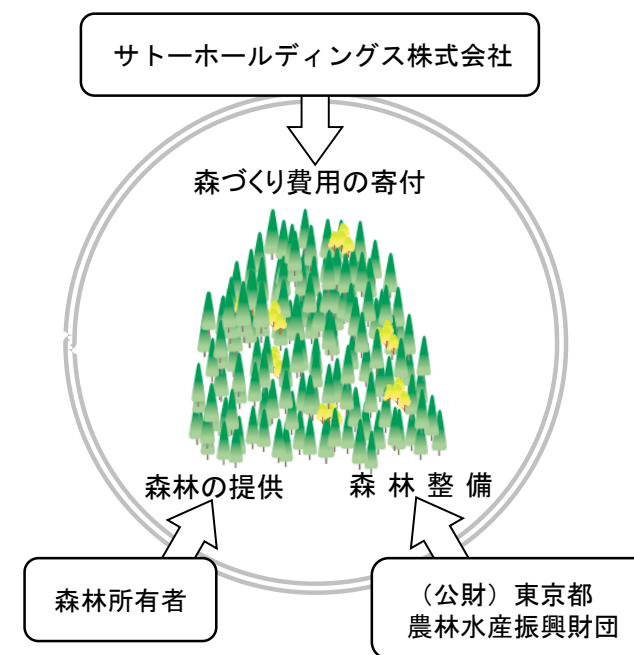 サトーホールディングス株式会社
森づくり費用の寄付
森林の提供
森林整備
森林所有者
（公財）東京都
農林水産振興財団